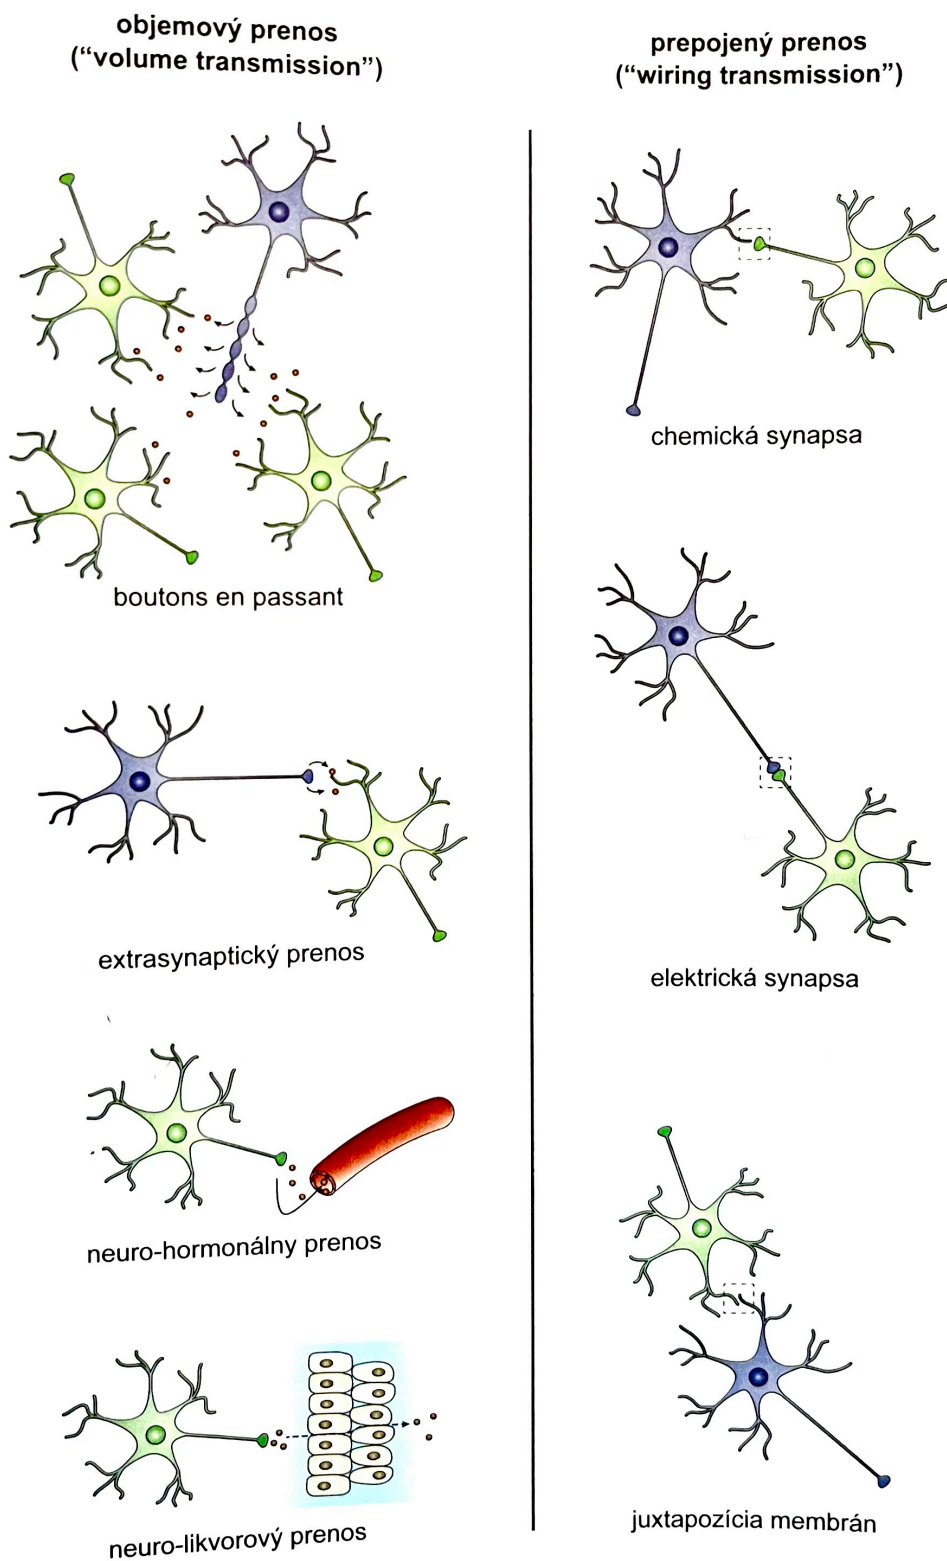 objemový prenos
(“volume transmission”)
boutons en passant
extrasynaptický prenos
neuro-hormonálny prenos
neuro-likvorový prenos
prepojený prenos
(“wiring transmission”)
chemická synapsa
elektrická synapsa
juxtapozícia membrán